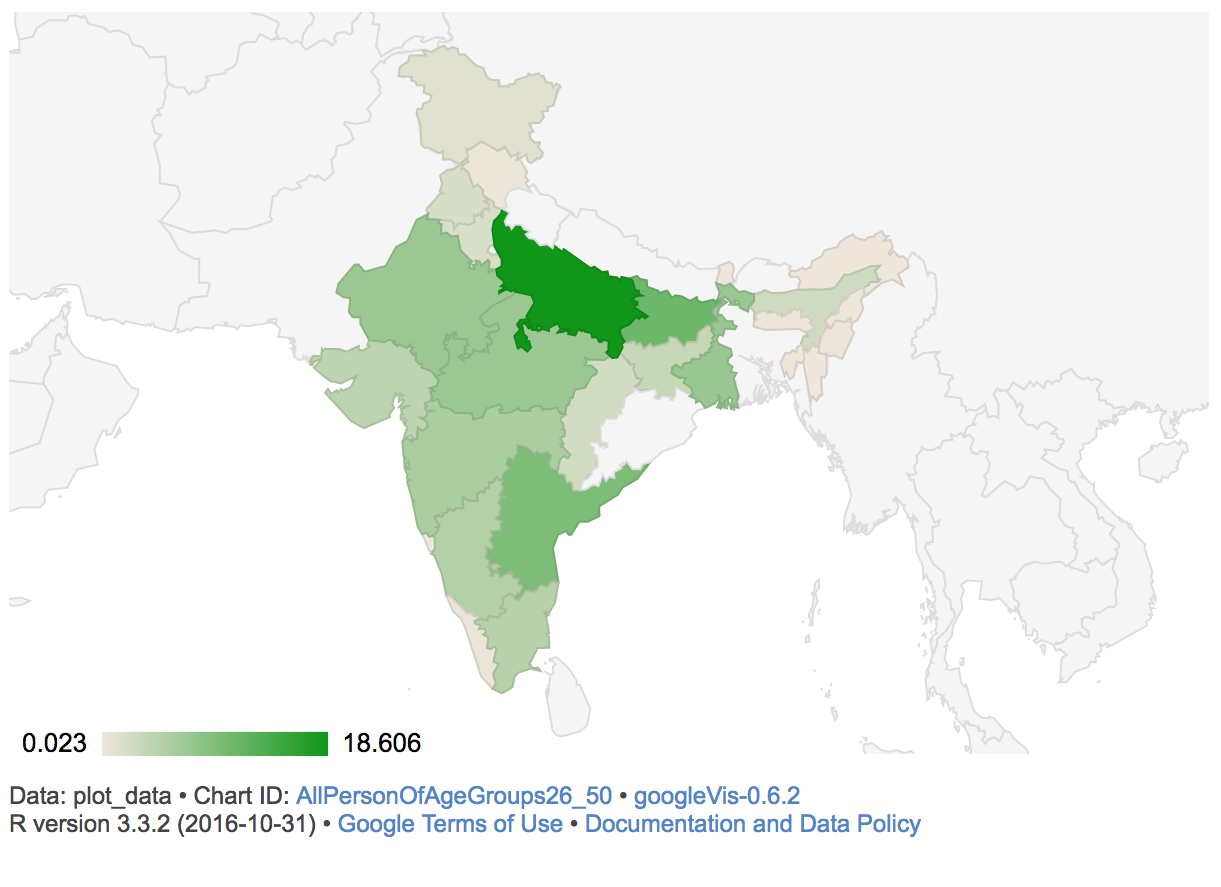 0.023 18.606
Data: plot_data • Chart ID: AllPersonOfAgeGroups26_50 • googleVis-0.6.2
R version 3.3.2 (2016-10-31) • Google Terms of Use • Documentation and Data Policy